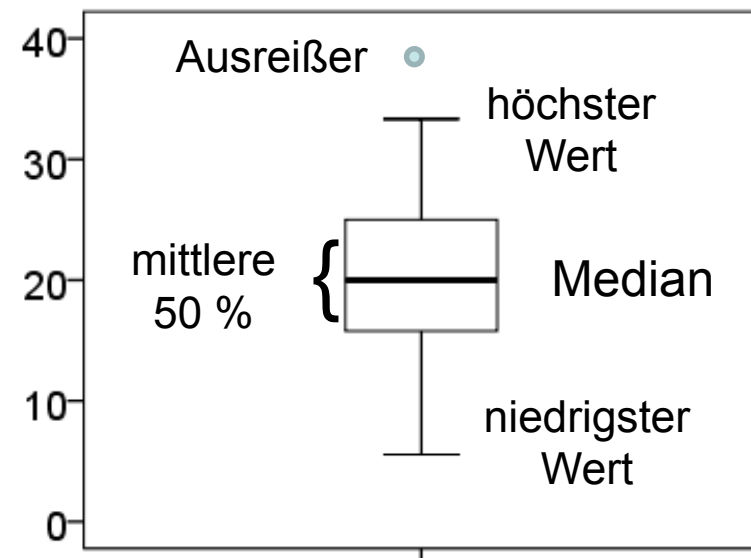 40
Ausreißer
höchster
Wert
30
mittlere
50 %
{
20
Median
10
niedrigster
Wert
0